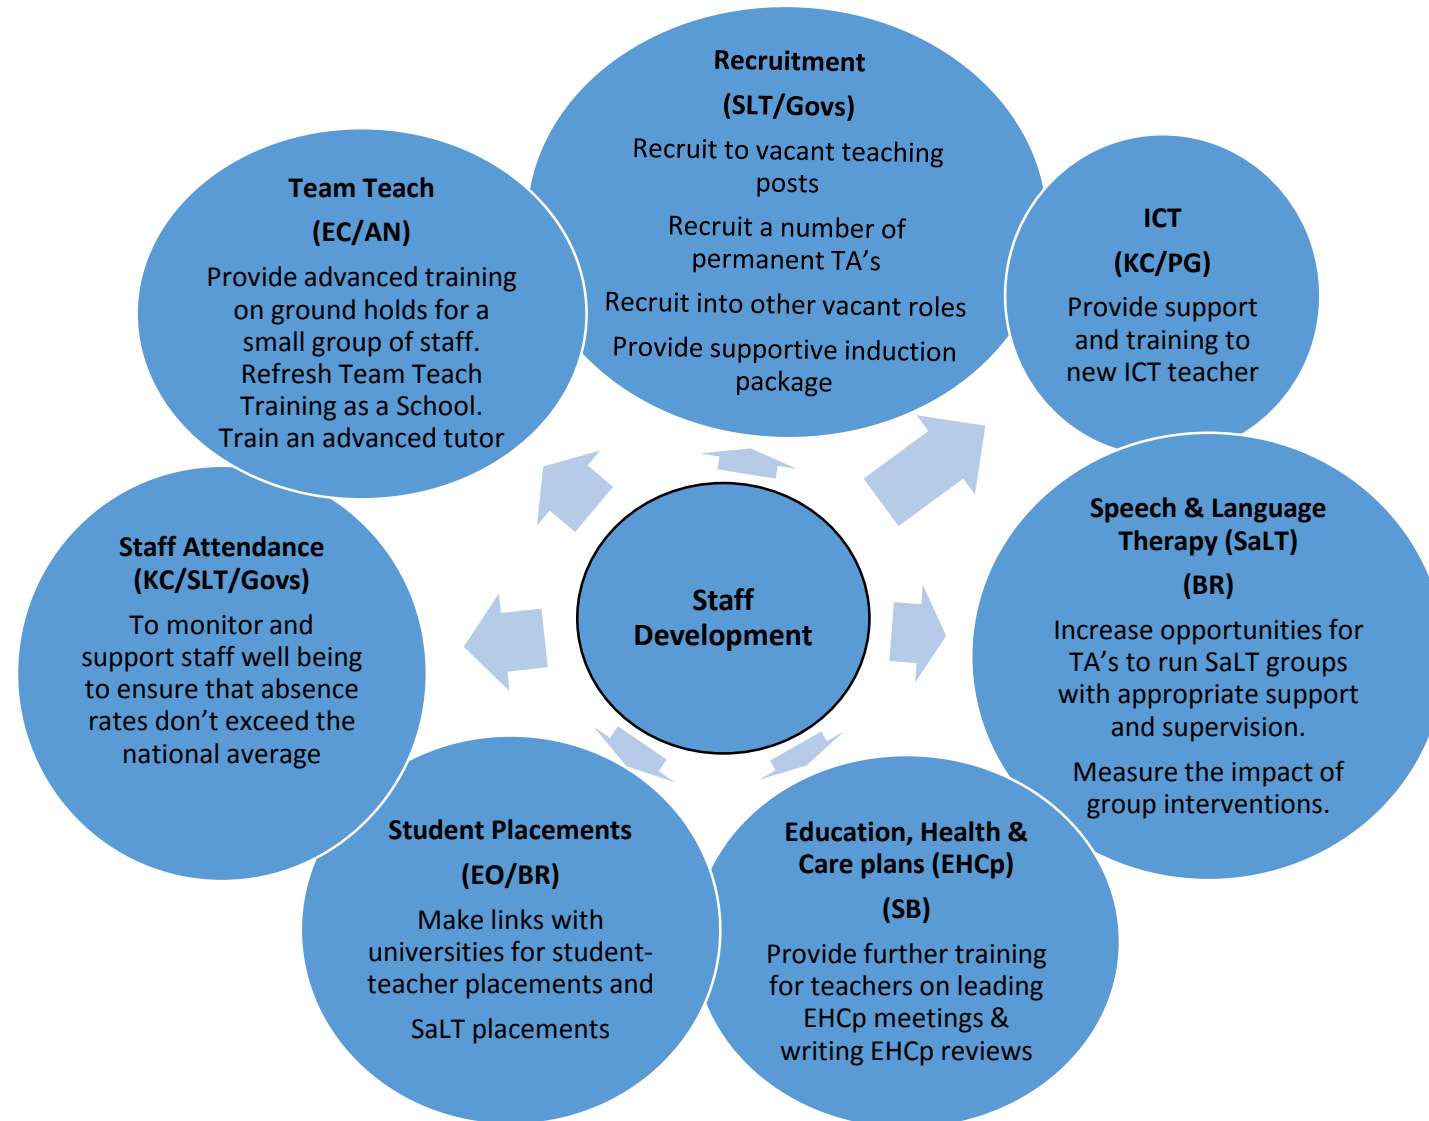 Recruitment
(SLT/Govs)
Recruit to vacant teaching
posts
Recruit a number of
permanent TA’s
Recruit into other vacant roles
Provide supportive induction
package
ICT
(KC/PG)
Provide support
and training to
new ICT teacher
Speech & Language
Therapy (SaLT)
(BR)
Increase opportunities for
TA’s to run SaLT groups
with appropriate support
and supervision.
Measure the impact of
group interventions.
Education, Health &
Care plans (EHCp)
(SB)
Provide further training
for teachers on leading
EHCp meetings &
writing EHCp reviews
Student Placements
(EO/BR)
Make links with
universities for student-
teacher placements and
SaLT placements
Staff Attendance
(KC/SLT/Govs)
To monitor and
support staff well being
to ensure that absence
rates don’t exceed the
national average
Team Teach
(EC/AN)
Provide advanced training
on ground holds for a
small group of staff.
Refresh Team Teach
Training as a School.
Train an advanced tutor
Staff
Development